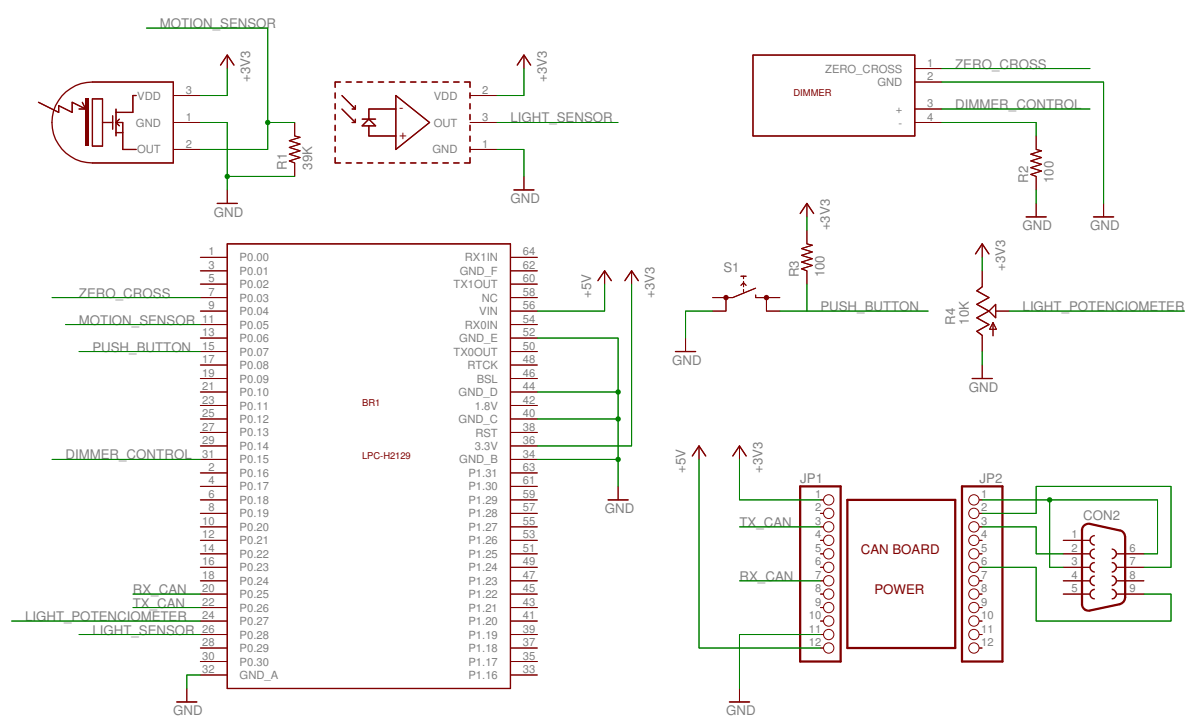 MOTION_SENSOR
+3V3
VDD 3
GND 1
OUT 2
R1
39K
GND
+3V3
VDD 2
OUT 3
LIGHT_SENSOR
GND 1
GND
ZERO_CROSS 1 ZERO_CROSS
GND 2
DIMMER
+ 3 DIMMER_CONTROL
- 4
R2
100
GND
GND
+3V3
R3
100
S1
PUSH_BUTTON
GND
+3V3
R4
10K
LIGHT_POTENCIOMETER
GND
1 P0.00 RX1IN 64
3 P0.01 GND_F 62
5 P0.02 TX1OUT 60
ZERO_CROSS 7 P0.03 NC 58
9 P0.04 VIN 56
MOTION_SENSOR 11 P0.05 RX0IN 54
13 P0.06 GND_E 52
PUSH_BUTTON 15 P0.07 TX0OUT 50
17 P0.08 RTCK 48
19 P0.09 BSL 46
21 P0.10 GND_D 44
23 P0.11 1.8V 42
BR1
25 P0.12 GND_C 40
27 P0.13 RST 38
29 P0.14 3.3V 36
DIMMER_CONTROL 31 P0.15 LPC-H2129 GND_B 34
2 P0.16 P1.31 63
4 P0.17 P1.30 61
6 P0.18 P1.29 59
8 P0.19 P1.28 57
10 P0.20 P1.27 55
12 P0.21 P1.26 53
14 P0.22 P1.25 51
16 P0.23 P1.24 49
18 P0.24 P1.23 47
RX_CAN 20 P0.25 P1.22 45
TX_CAN 22 P0.26 P1.21 43
LIGHT_POTENCIOMETER 24 P0.27 P1.20 41
LIGHT_SENSOR 26 P0.28 P1.19 39
28 P0.29 P1.18 37
30 P0.30 P1.17 35
32 GND_A P1.16 33
GND
+5V
+3V3
GND
+5V
+3V3
JP1
1
2
TX_CAN 3
4
5
6
RX_CAN 7
8
9
10
11
12
GND
CAN BOARD
POWER
JP2
1
2
3
4
5
6
7
8
9
10
11
12
CON2
1
2
3
4
5
6
7
8
9